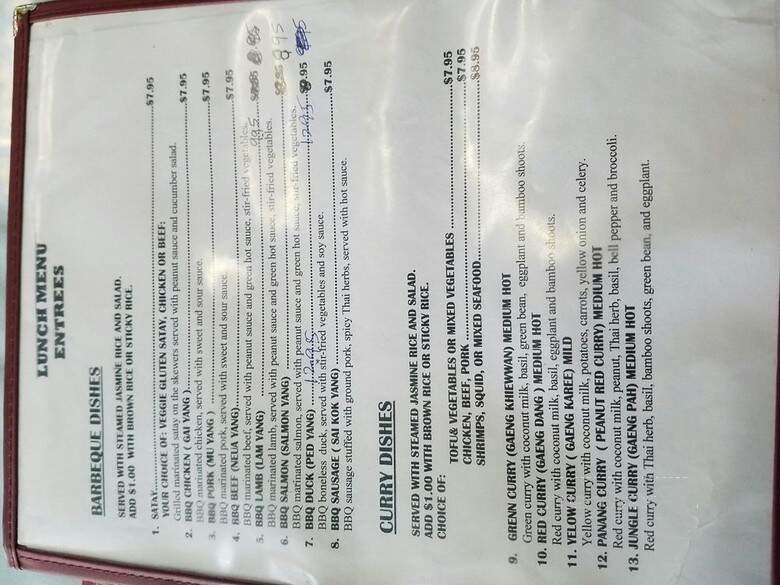 LUNCH MENU
ENTREES
BARBEQUE DISHES
SERVED WITH STEAMED JASMINE RICE AND SALAD.
ADD $1.00 WITH BROWN RICE OR STICKY RICE.
1. SATAY.....$7.95
YOUR CHOICE OF: VEGGIE GLUTEN SATAY, CHICKEN OR BEEF:
Grilled marinated satay on the skewers served with peanut sauce and cucumber salad.
2. BBQ CHICKEN ( GAI YANG ).....$7.95
BBQ marinated chicken, served with sweet and sour sauce.
3. BBQ PORK (MU YANG ) .....$7.95
BBQ marinated pork, served with sweet and sour sauce.
4. BBQ BEEF (NEUA YANG).....$7.95
BBQ marinated beef, served with peanut sauce and green hot sauce, stir-fried vegetables.
5. BBQ LAMB (LAM YANG) ..... 995
BBQ marinated lamb, served with peanut sauce and green hot sauce, stir-fried vegetables.
6. BBQ SALMON (SALMON YANG) ..... 995
BBQ marinated salmon, served with peanut sauce and green hot sauce, stir-fried vegetables.
7. BBQ DUCK (PED YANG) ..... .95
BBQ boneless duck, served with stir-fried vegetables and soy sauce.
8. BBQ SAUSAGE ( SAI KOK YANG) .....$7.95
BBQ sausage stuffed with ground pork, spicy Thai herbs, served with hot sauce.
CURRY DISHES
SERVED WITH STEAMED JASMINE RICE AND SALAD.
ADD $1.00 WITH BROWN RICE OR STICKY RICE.
CHOICE OF:
TOFU& VEGETABLES OR MIXED VEGETABLES .....$7.95
CHICKEN, BEEF, PORK .....$7.95
SHRIMPS, SQUID, OR MIXED SEAFOOD.....$8.95
9. GRENN CURRY (GAENG KHIEWWAN) MEDIUM HOT
Green curry with coconut milk, basil, green bean, eggplant and bamboo shoots.
10. RED CURRY (GAENG DANG ) MEDIUM HOT
Red curry with coconut milk, basil, eggplant and bamboo shoots.
11. YELOW CURRY ( GAENG KAREE) MILD
Yellow curry with coconut milk, potatoes, carrots, yellow onion and celery.
12. PANANG CURRY ( PEANUT RED CURRY) MEDIUM HOT
Red curry with coconut milk, peanut, Thai herb, basil, bell pepper and broccoli.
13. JUNGLE CURRY (GAENG PAH) MEDIUM HOT
Red curry with Thai herb, basil, bamboo shoots, green bean, and eggplant.